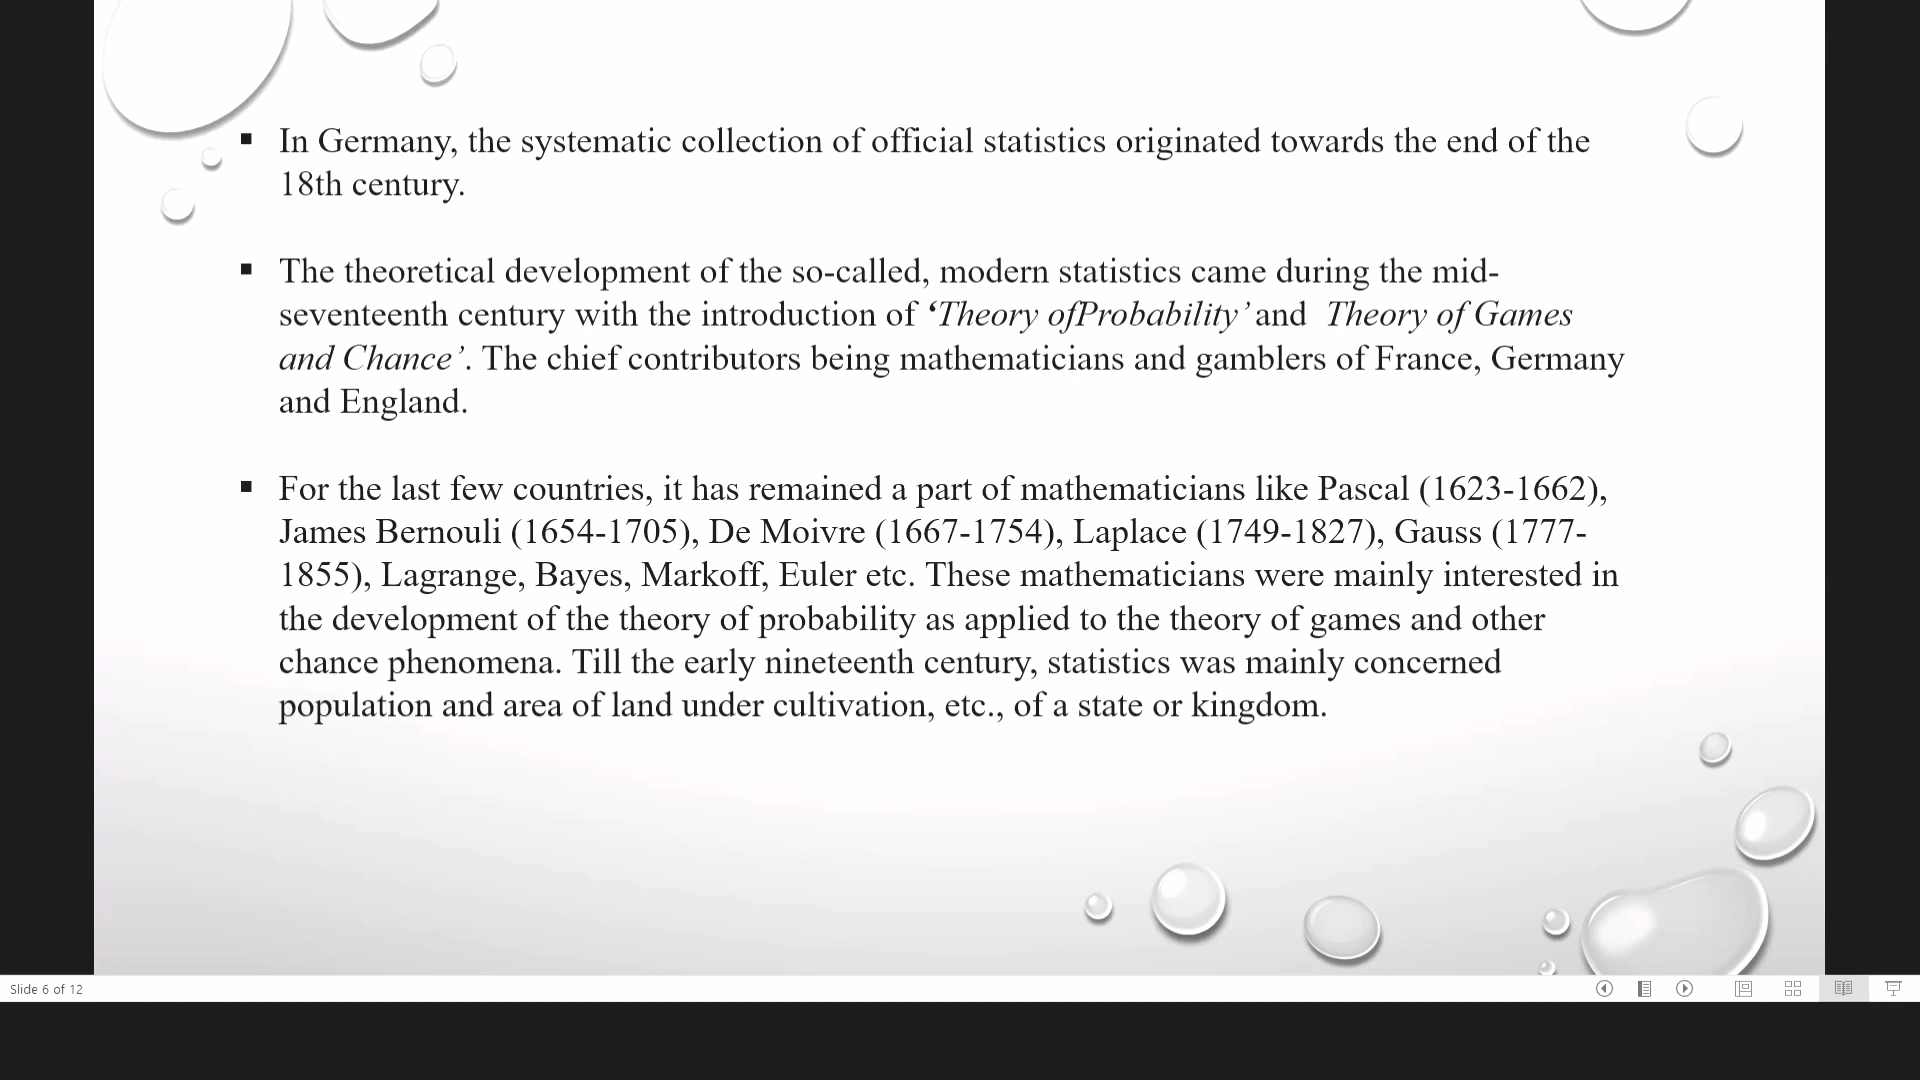 ▪ In Germany, the systematic collection of official statistics originated towards the end of the
18th century.
▪ The theoretical development of the so-called, modern statistics came during the mid-
seventeenth century with the introduction of ‘Theory ofProbability’ and Theory of Games
and Chance’. The chief contributors being mathematicians and gamblers of France, Germany
and England.
▪ For the last few countries, it has remained a part of mathematicians like Pascal (1623-1662),
James Bernouli (1654-1705), De Moivre (1667-1754), Laplace (1749-1827), Gauss (1777-
1855), Lagrange, Bayes, Markoff, Euler etc. These mathematicians were mainly interested in
the development of the theory of probability as applied to the theory of games and other
chance phenomena. Till the early nineteenth century, statistics was mainly concerned
population and area of land under cultivation, etc., of a state or kingdom.
Slide 6 of 12